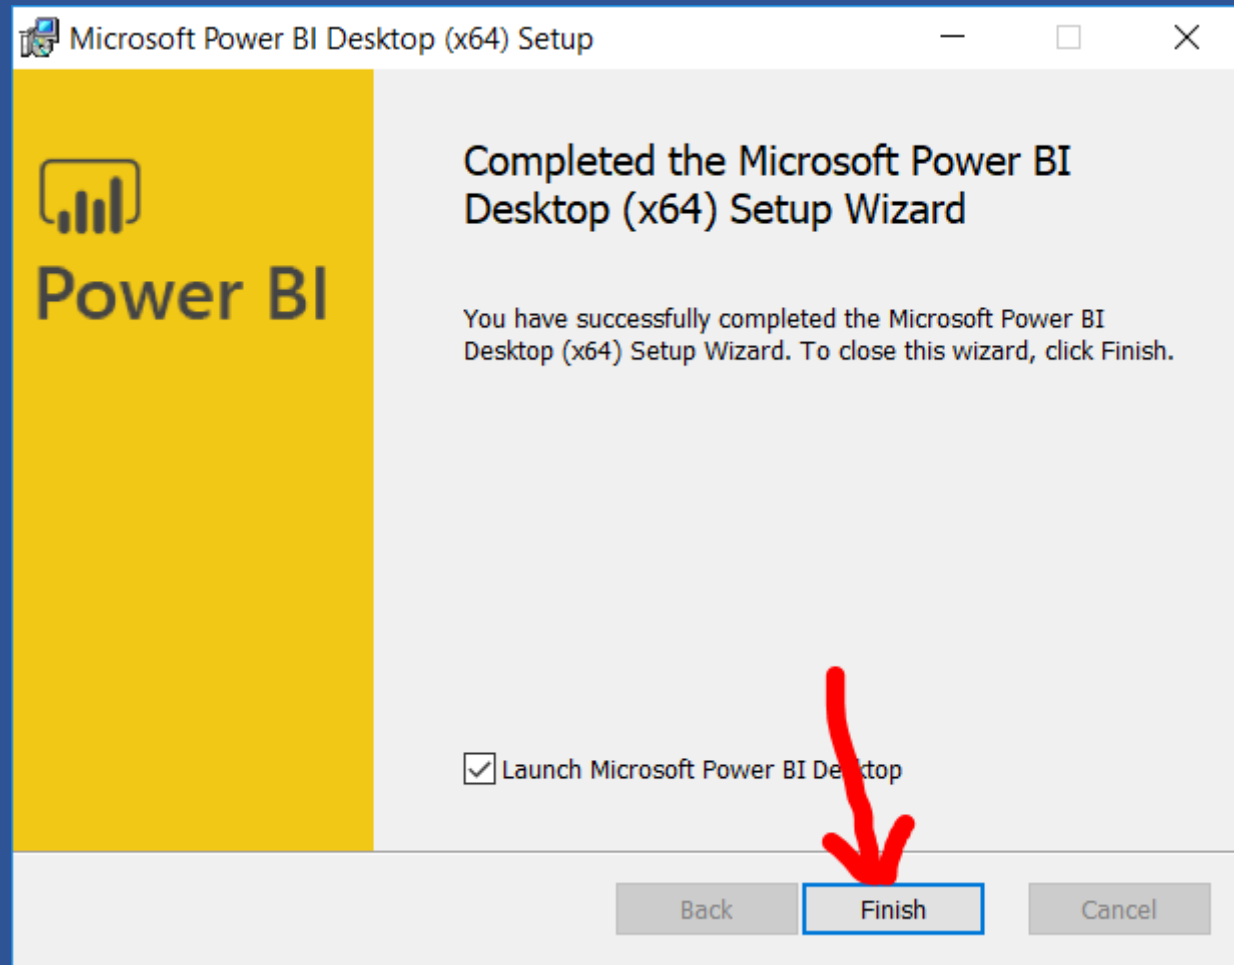 Microsoft Power BI Desktop (x64) Setup
Power BI
Completed the Microsoft Power BI
Desktop (x64) Setup Wizard
You have successfully completed the Microsoft Power BI
Desktop (x64) Setup Wizard. To close this wizard, click Finish.
Launch Microsoft Power BI Desktop
Back
Finish
Cancel